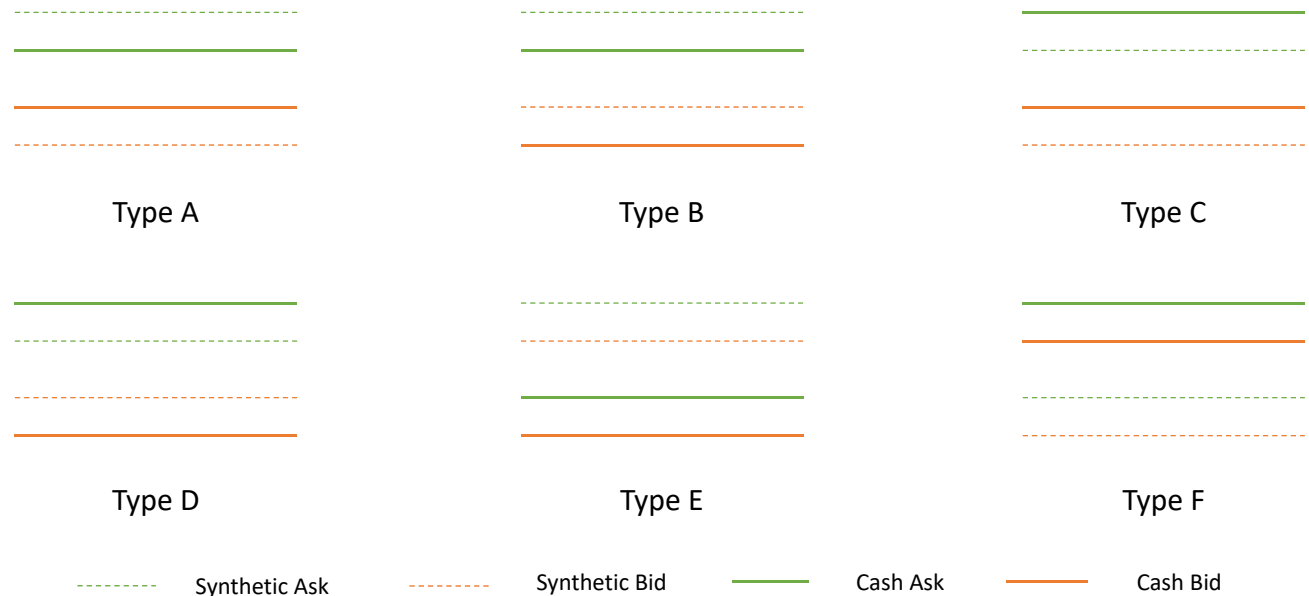 Type A
Type B
Type C
Type D
Type E
Type F
Synthetic Ask
Synthetic Bid
Cash Ask
Cash Bid